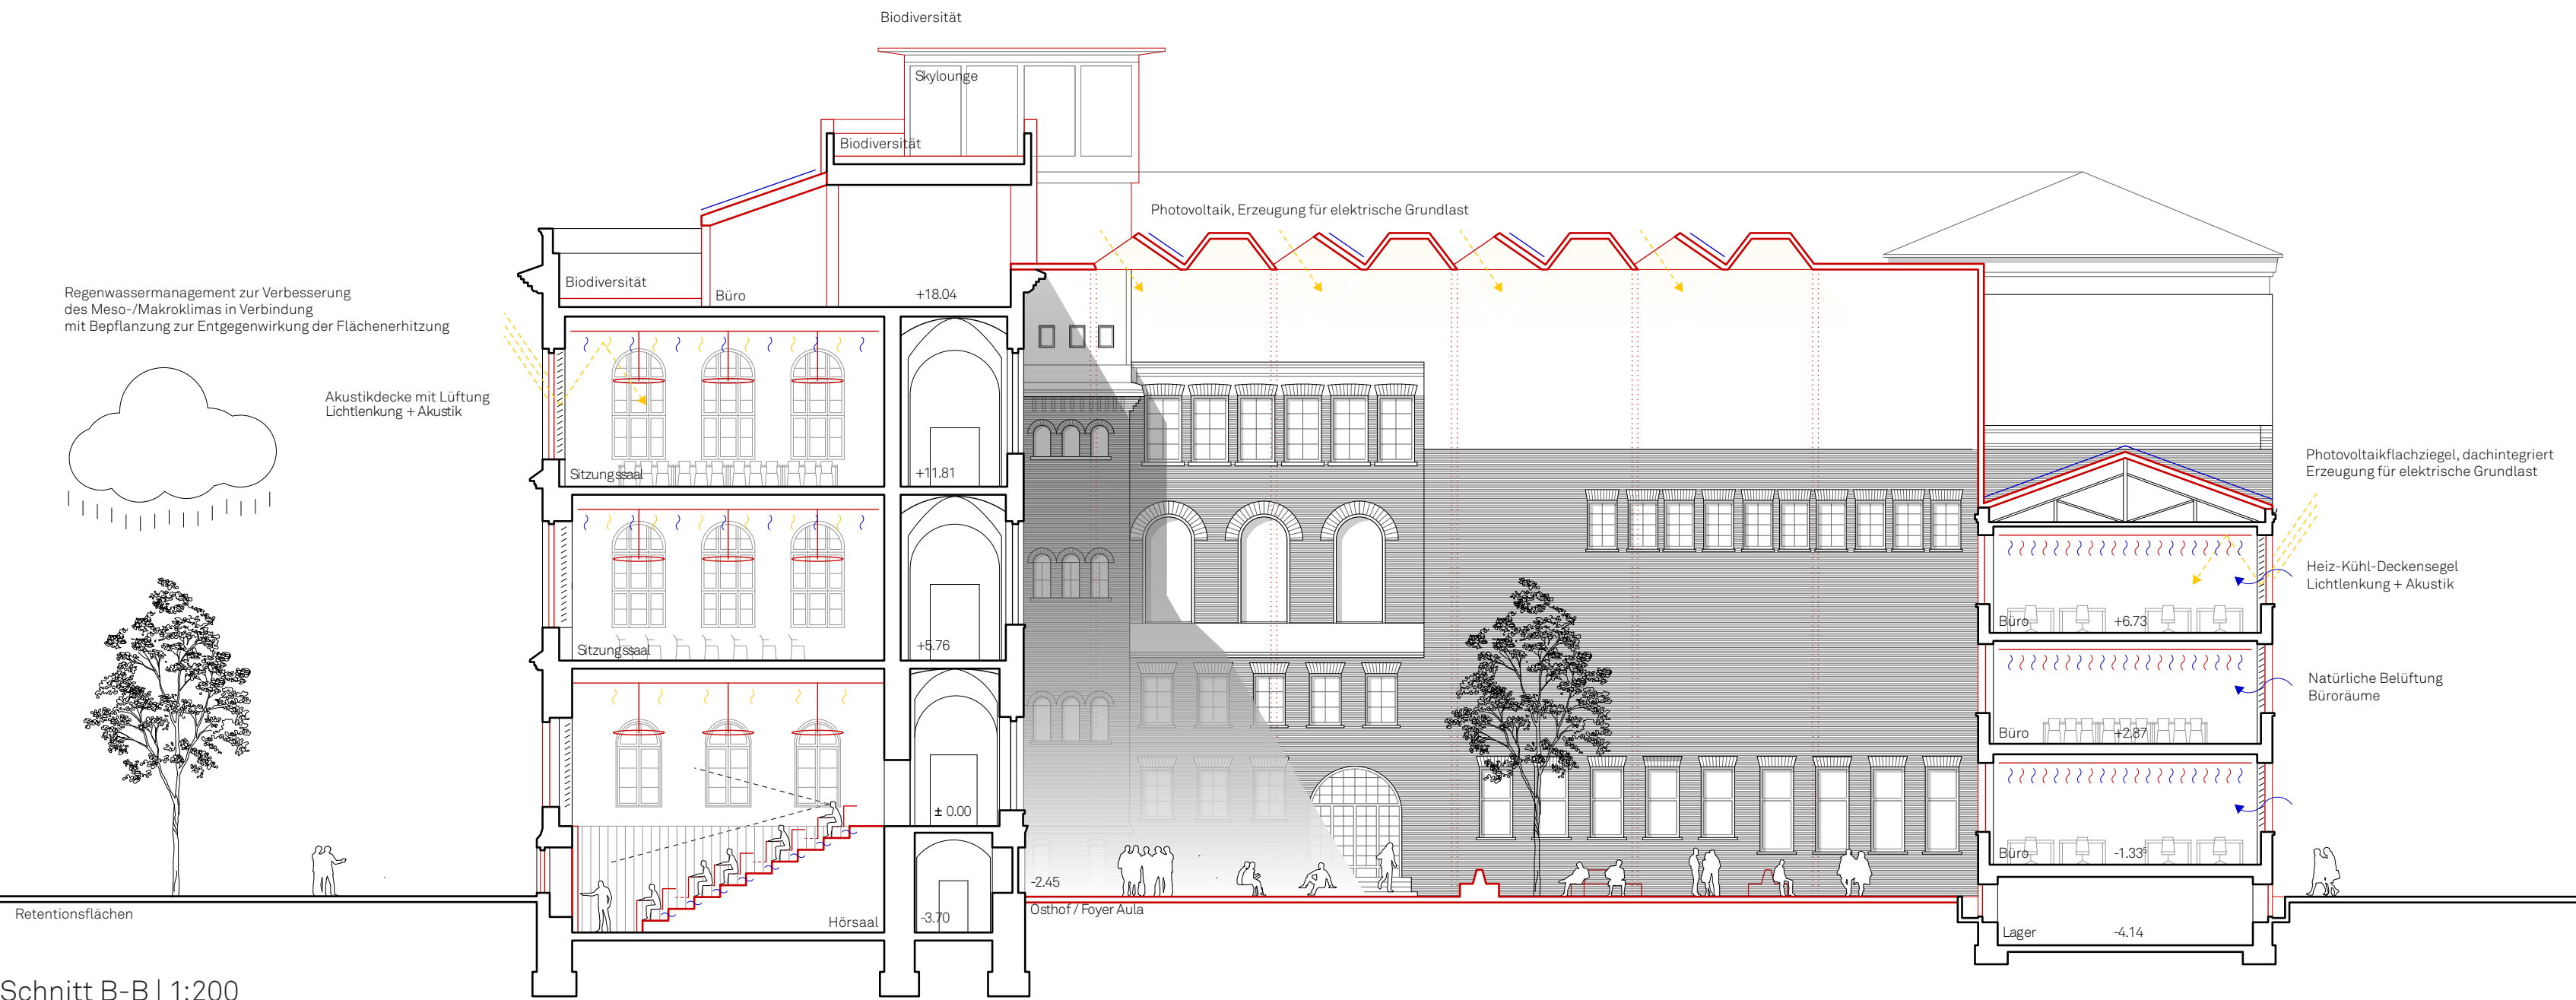 Biodiversität
Skylounge
Biodiversität
Photovoltaik, Erzeugung für elektrische Grundlast
Biodiversität
Büro
+18.04
Regenwassermanagement zur Verbesserung
des Meso-/Makroklimas in Verbindung
mit Bepflanzung zur Entgegenwirkung der Flächenerhitzung
Akustikdecke mit Lüftung
Lichtlenkung + Akustik
Sitzungssaal
+11.81
Photovoltaikflachziegel, dachintegriert
Erzeugung für elektrische Grundlast
Heiz-Kühl-Deckensegel
Lichtlenkung + Akustik
Büro
+6.73
Sitzungssaal
+5.76
Natürliche Belüftung
Büroräume
Büro
+2.87
± 0.00
Büro
-1.33⁵
-2.45
Osthof / Foyer Aula
Retentionsflächen
Hörsaal
-3.70
Lager
-4.14
Schnitt B-B | 1:200